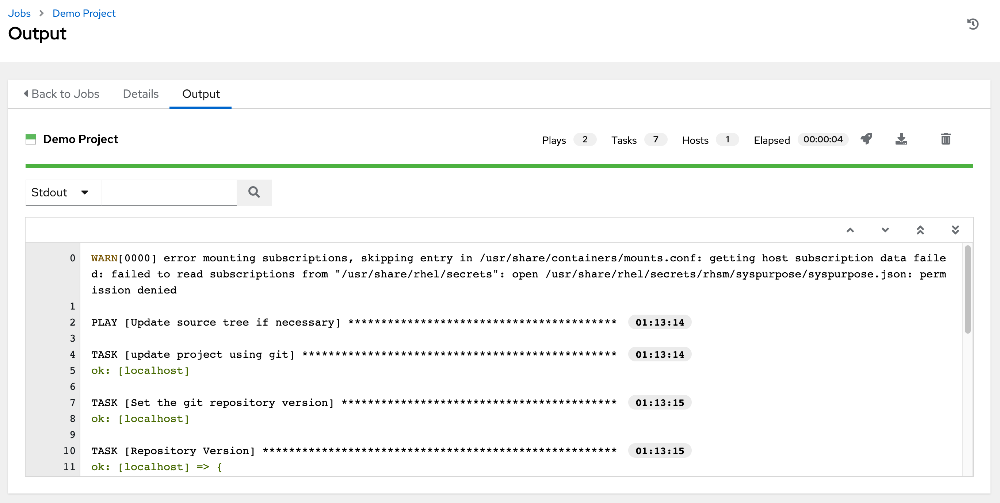 Jobs > Demo Project
Output
Back to Jobs Details Output
Demo Project Plays 2 Tasks 7 Hosts 1 Elapsed 00:00:04
Stdout
0 WARN[0000] error mounting subscriptions, skipping entry in /usr/share/containers/mounts.conf: getting host subscription data faile
d: failed to read subscriptions from "/usr/share/rhel/secrets": open /usr/share/rhel/secrets/rhsm/syspurpose/syspurpose.json: perm
ission denied
1
2 PLAY [Update source tree if necessary] ***************************************** 01:13:14
3
4 TASK [update project using git] ************************************************ 01:13:14
5 ok: [localhost]
6
7 TASK [Set the git repository version] ****************************************** 01:13:15
8 ok: [localhost]
9
10 TASK [Repository Version] ****************************************************** 01:13:15
11 ok: [localhost] => {